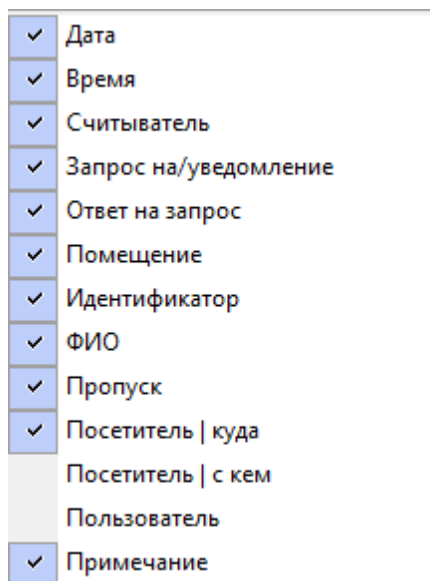 Дата
Время
Считыватель
Запрос на/уведомление
Ответ на запрос
Помещение
Идентификатор
ФИО
Пропуск
Посетитель | куда
Посетитель | с кем
Пользователь
Примечание